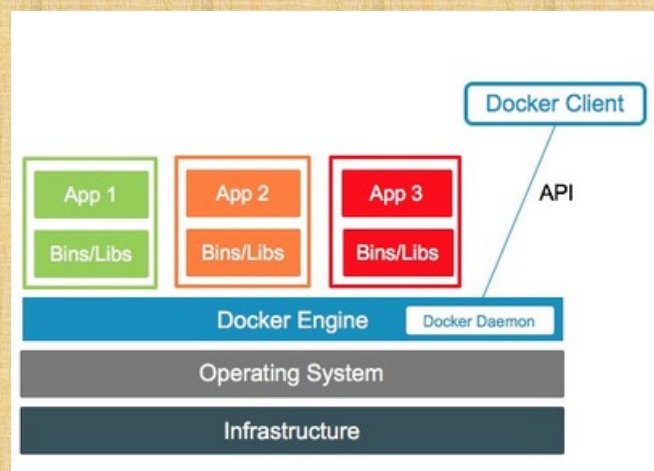 Docker Client
API
App 1
App 2
App 3
Bins/Libs
Bins/Libs
Bins/Libs
Docker Engine
Docker Daemon
Operating System
Infrastructure